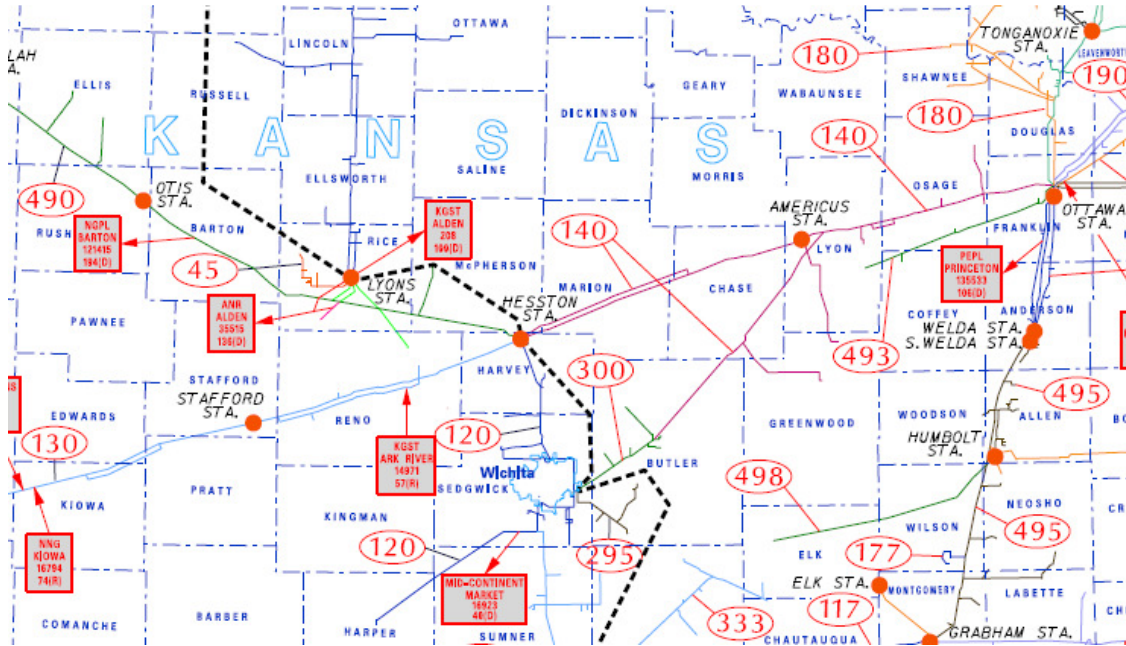 OTTAWA
LINCOLN
TONGANOXIE
STA.
LEAVENWORTH
LAH
A.
ELLIS
RUSSELL
GEARY
180
SHAWNEE
190
WABAUNSEE
DICKINSON
KANSAS
180
DOUGLAS
140
SALINE
ELLSWORTH
MORRIS
OSAGE
490
OTIS
STA.
KGST
ALDEN
208
199(D)
AMERICUS
STA.
OTTAWA
STA.
NGPL
BARTON
121415
194(D)
RUSH
BARTON
RICE
140
LYON
FRANKLIN
45
McPHERSON
PEPL
PRINCETON
135533
106(D)
LYONS
STA.
MARION
CHASE
ANR
ALDEN
35515
136(D)
HESSTON
STA.
COFFEY
ANDERSON
PAWNEE
WELDA STA.
S.WELDA STA.
493
HARVEY
300
STAFFORD
STAFFORD
STA.
495
EDWARDS
RENO
WOODSON
ALLEN
BO
130
120
GREENWOOD
HUMBOLT
STA.
KGST
ARK RIVER
14971
57(R)
Wichita
BUTLER
498
PRATT
SEDGWICK
KIOWA
KINGMAN
NEOSHO
CR
WILSON
495
NNG
KIOWA
16794
74(R)
120
295
ELK
177
MID-CONTINENT
MARKET
16923
40(D)
ELK STA.
MONTGOMERY
LABETTE
BARBER
333
117
COMANCHE
HARPER
SUMNER
CHAUTAUQUA
GRABHAM STA.